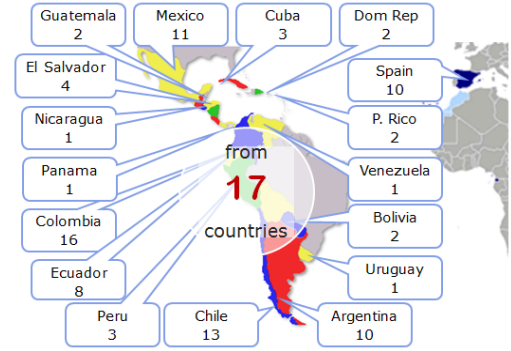 Guatemala
2
Mexico
11
Cuba
3
Dom Rep
2
El Salvador
4
Spain
10
Nicaragua
1
P. Rico
2
from
17
countries
Panama
1
Venezuela
1
Colombia
16
Bolivia
2
Ecuador
8
Uruguay
1
Peru
3
Chile
13
Argentina
10